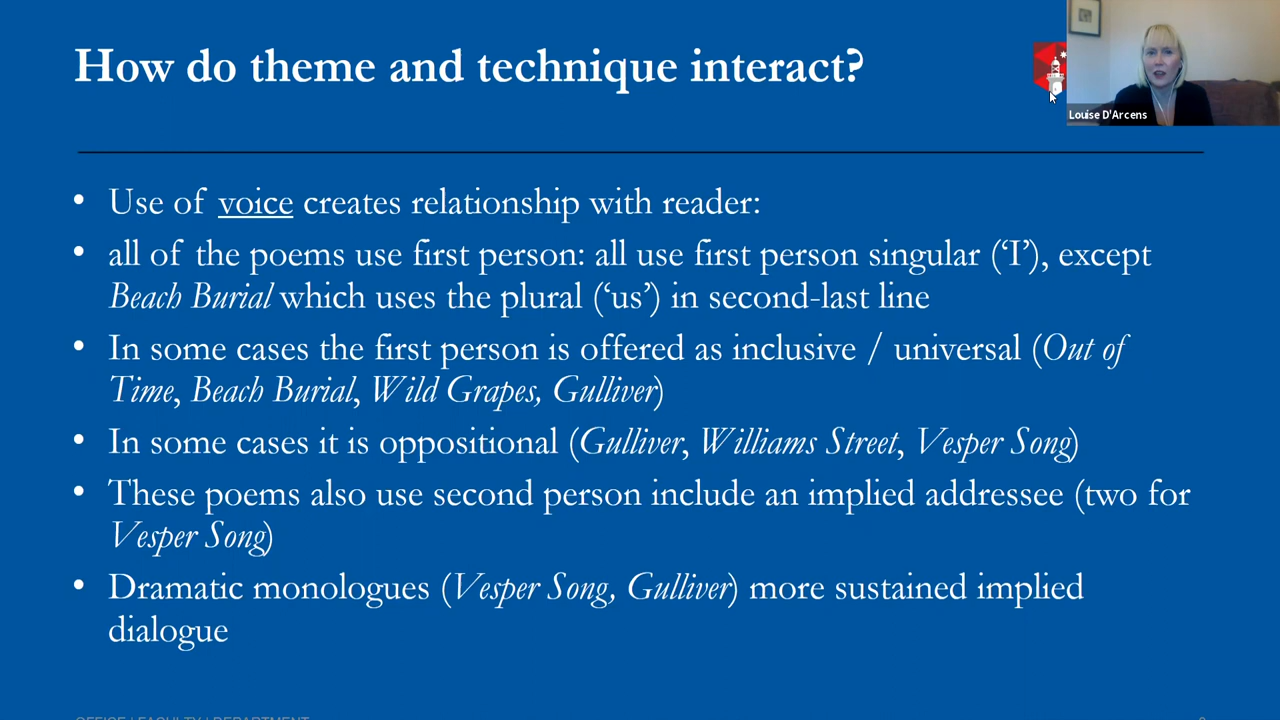 How do theme and technique interact?
Louise D'Arcens
• Use of voice creates relationship with reader:
• all of the poems use first person: all use first person singular (‘I’), except
Beach Burial which uses the plural (‘us’) in second-last line
• In some cases the first person is offered as inclusive / universal (Out of
Time, Beach Burial, Wild Grapes, Gulliver)
• In some cases it is oppositional (Gulliver, Williams Street, Vesper Song)
• These poems also use second person include an implied addressee (two for
Vesper Song)
• Dramatic monologues (Vesper Song, Gulliver) more sustained implied
dialogue
OFFICE | FACULTY | DEPARTMENT